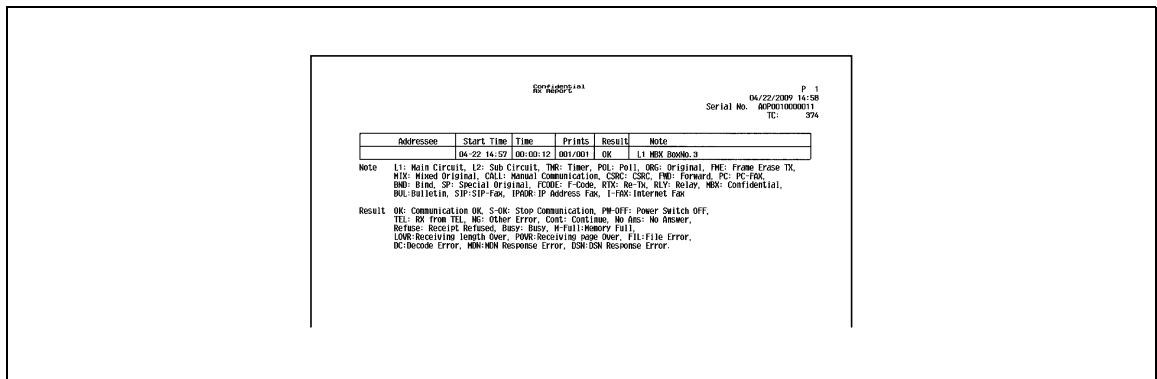 Confidential
RX Report
P 1
04/22/2009 14:58
Serial No. A0P0010000011
TC: 374
Addressee Start Time Time Prints Result Note
04-22 14:57 00:00:12 001/001 OK L1 MBX BoxNo.3
Note L1: Main Circuit, L2: Sub Circuit, TMR: Timer, POL: Poll, ORG: Original, FME: Frame Erase TX,
MIX: Mixed Original, CALL: Manual Communication, CSRC: CSRC, FWD: Forward, PC: PC-FAX,
BND: Bind, SP: Special Original, FCODE: F-Code, RTX: Re-Tx, RLY: Relay, MBX: Confidential,
BUL:Bulletin, SIP:SIP-Fax, IPADR:IP Address Fax, I-FAX:Internet Fax
Result OK: Communication OK, S-OK: Stop Communication, PW-OFF: Power Switch OFF,
TEL: RX from TEL, NG: Other Error, Cont: Continue, No Ans: No Answer,
Refuse: Receipt Refused, Busy: Busy, M-Full:Memory Full,
LOVR:Receiving length Over, POVR:Receiving page Over, FIL:File Error,
DC:Decode Error, MDN:MDN Response Error, DSN:DSN Response Error.